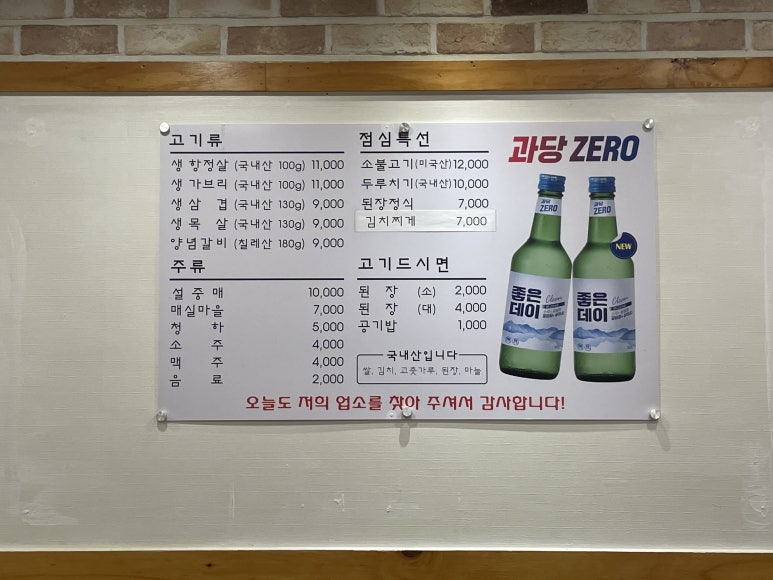 고기류
생 항정살 (국내산 100g) 11,000
생 가브리 (국내산 100g) 11,000
생 삼 겹 (국내산 130g) 9,000
생 목 살 (국내산 130g) 9,000
양념갈비 (칠레산 180g) 9,000
주류
설 중 매 10,000
매실마을 7,000
청 하 5,000
소 주 4,000
맥 주 4,000
음 료 2,000
점심특선
소불고기(미국산) 12,000
두루치기(국내산) 10,000
된장정식 7,000
김치찌게 7,000
고기드시면
된 장 (소) 2,000
된 장 (대) 4,000
공기밥 1,000
국내산입니다
쌀, 김치, 고춧가루, 된장, 마늘
과당 ZERO
과당
ZERO
좋은
데이
과당
ZERO
NEW
좋은
데이
오늘도 저희 업소를 찾아 주셔서 감사합니다!